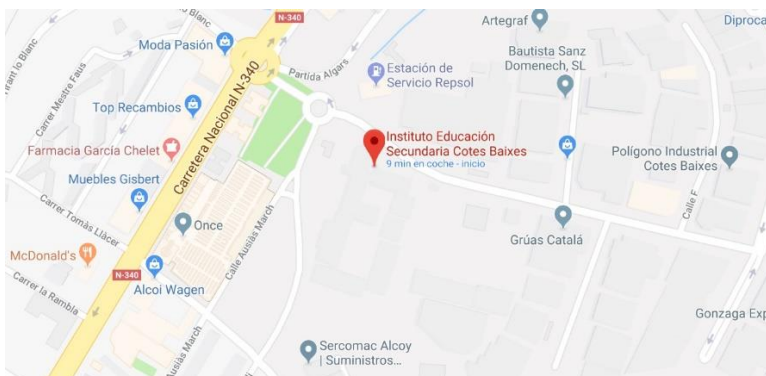 N-340
Artegraf
Diproca
Moda Pasión
Bautista Sanz
Domenech, SL
Partida Algars
Estación de
Servicio Repsol
Carrer Mestre Faus
Top Recambios
Carretera Nacional N-340
Instituto Educación
Secundaria Cotes Baixes
9 min en coche - inicio
Farmacia García Chelet
Polígono Industrial
Cotes Baixes
Muebles Gisbert
Calle F
Carrer Tomàs Llàcer
Once
Calle Ausiàs March
Grúas Catalá
McDonald's
N-340
Alcoi Wagen
Carrer la Rambla
Gonzaga Exp
Ausiàs March
Sercomac Alcoy
| Suministros...